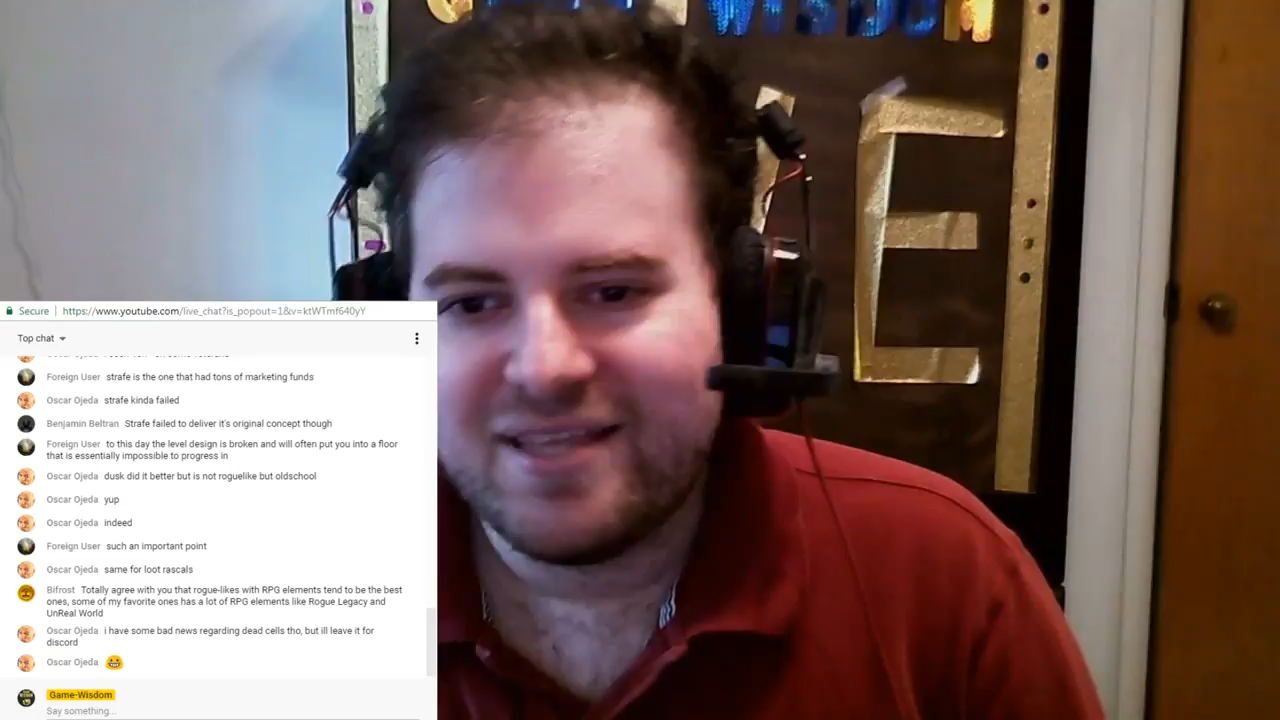 WISDOM
E
Secure https://www.youtube.com/live_chat?is_popout=1&v=ktWTmf640yY
Top chat
Foreign User strafe is the one that had tons of marketing funds
Oscar Ojeda strafe kinda failed
Benjamin Beltran Strafe failed to deliver it's original concept though
Foreign User to this day the level design is broken and will often put you into a floor
that is essentially impossible to progress in
Oscar Ojeda dusk did it better but is not roguelike but oldschool
Oscar Ojeda yup
Oscar Ojeda indeed
Foreign User such an important point
Oscar Ojeda same for loot rascals
Bifrost Totally agree with you that rogue-likes with RPG elements tend to be the best
ones, some of my favorite ones has a lot of RPG elements like Rogue Legacy and
UnReal World
Oscar Ojeda i have some bad news regarding dead cells tho, but ill leave it for
discord
Oscar Ojeda
Game-Wisdom
Say something...